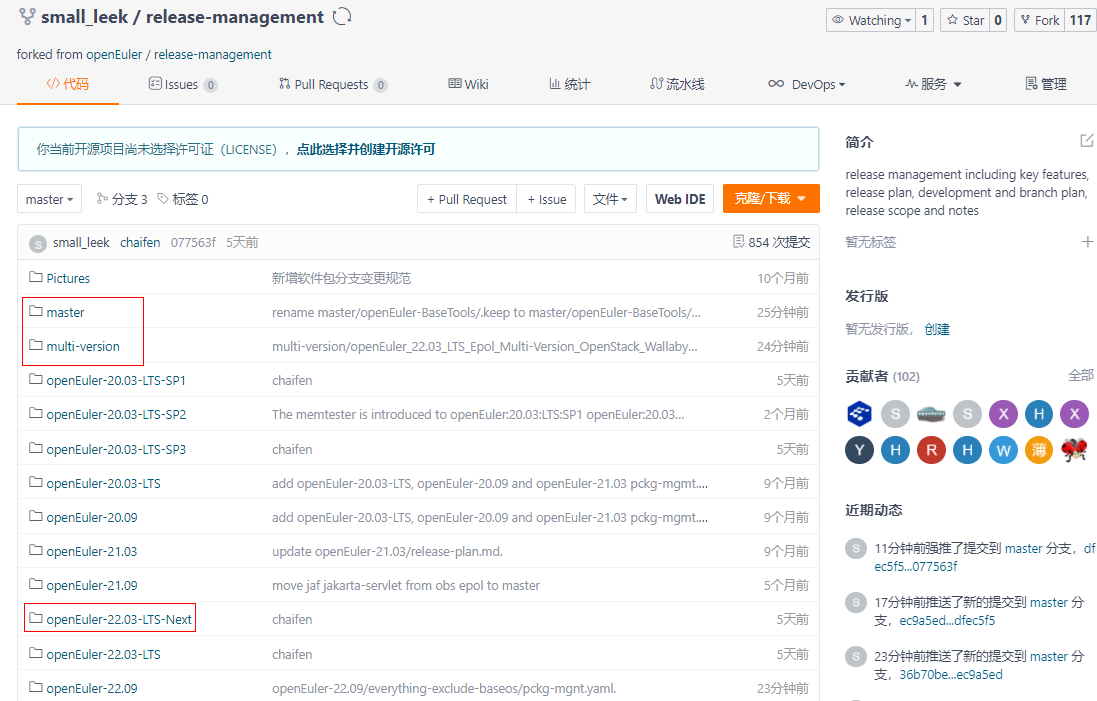 small_leek / release-management
Watching 1 Star 0 Fork 117
forked from openEuler / release-management
代码 Issues 0 Pull Requests 0 Wiki 统计 流水线 DevOps 服务 管理
你当前开源项目尚未选择许可证（LICENSE），点此选择并创建开源许可
master 分支 3 标签 0 + Pull Request + Issue 文件 Web IDE 克隆/下载
S small_leek chaifen 077563f 5天前 854 次提交
Pictures 新增软件包分支变更规范 10个月前
master rename master/openEuler-BaseTools/.keep to master/openEuler-BaseTools/... 25分钟前
multi-version multi-version/openEuler_22.03_LTS_Epol_Multi-Version_OpenStack_Wallaby... 24分钟前
openEuler-20.03-LTS-SP1 chaifen 5天前
openEuler-20.03-LTS-SP2 The memtester is introduced to openEuler:20.03:LTS:SP1 openEuler:20.03... 2个月前
openEuler-20.03-LTS-SP3 chaifen 5天前
openEuler-20.03-LTS add openEuler-20.03-LTS, openEuler-20.09 and openEuler-21.03 pckg-mgmt.... 9个月前
openEuler-20.09 add openEuler-20.03-LTS, openEuler-20.09 and openEuler-21.03 pckg-mgmt.... 9个月前
openEuler-21.03 update openEuler-21.03/release-plan.md. 9个月前
openEuler-21.09 move jaf jakarta-servlet from obs epol to master 5个月前
openEuler-22.03-LTS-Next chaifen 5天前
openEuler-22.03-LTS chaifen 5天前
openEuler-22.09 openEuler-22.09/everything-exclude-baseos/pckg-mgnt.yaml. 23分钟前
简介
release management including key features,
release plan, development and branch plan,
release scope and notes
暂无标签
发行版
暂无发行版， 创建
贡献者 (102) 全部
S S X H X
Y H R H W 薄
近期动态
S 11分钟前强推了提交到 master 分支，df
ec5f5...077563f
S 17分钟前推送了新的提交到 master 分
支，ec9a5ed...dfec5f5
S 23分钟前推送了新的提交到 master 分
支，36b70be...ec9a5ed